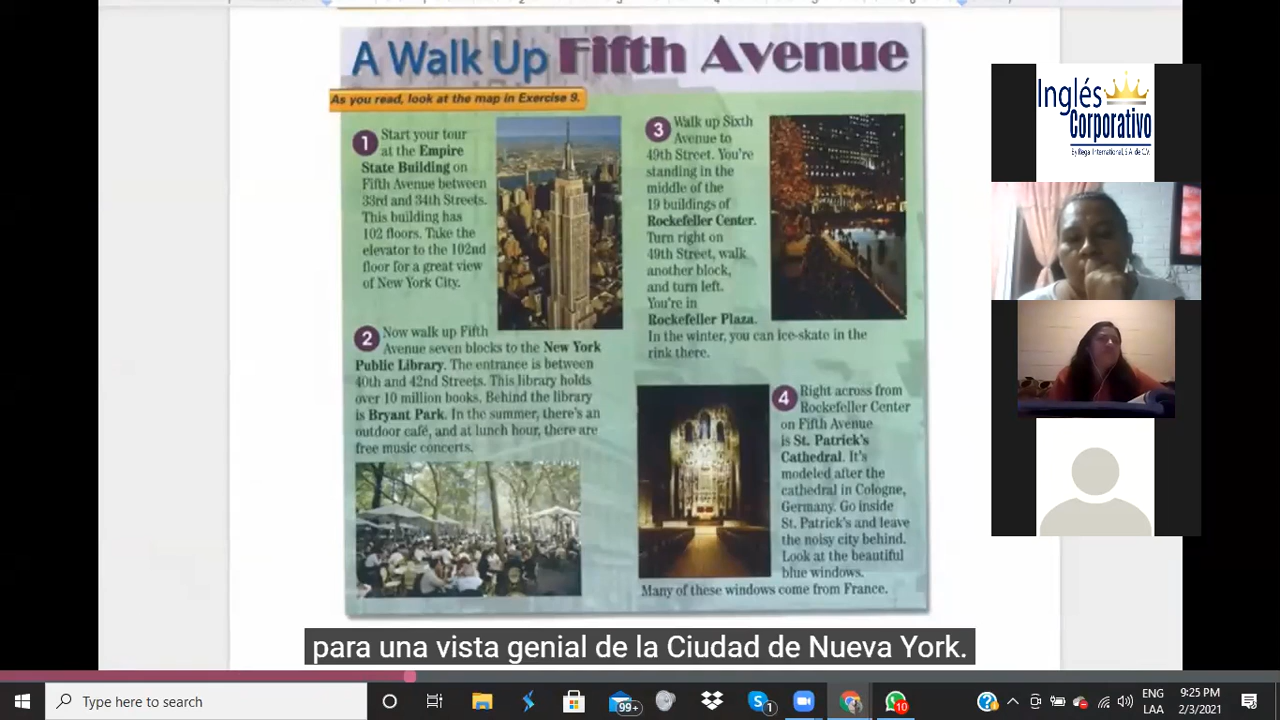 A Walk Up Fifth Avenue
As you read, look at the map in Exercise 9.
1 Start your tour
at the Empire
State Building on
Fifth Avenue between
33rd and 34th Streets.
This building has
102 floors. Take the
elevator to the 102nd
floor for a great view
of New York City.
2 Now walk up Fifth
Avenue seven blocks to the New York
Public Library. The entrance is between
40th and 42nd Streets. This library holds
over 10 million books. Behind the library
is Bryant Park. In the summer, there's an
outdoor café, and at lunch hour, there are
free music concerts.
3 Walk up Sixth
Avenue to
49th Street. You're
standing in the
middle of the
19 buildings of
Rockefeller Center.
Turn right on
49th Street, walk
another block,
and turn left.
You're in
Rockefeller Plaza.
In the winter, you can ice-skate in the
rink there.
4 Right across from
Rockefeller Center
on Fifth Avenue
is St. Patrick's
Cathedral. It's
modeled after the
cathedral in Cologne,
Germany. Go inside
St. Patrick's and leave
the noisy city behind.
Look at the beautiful
blue windows.
Many of these windows come from France.
Inglés
Corporativo
para una vista genial de la Ciudad de Nueva York.
Type here to search
99+
1
10
ENG
LAA
9:25 PM
2/3/2021